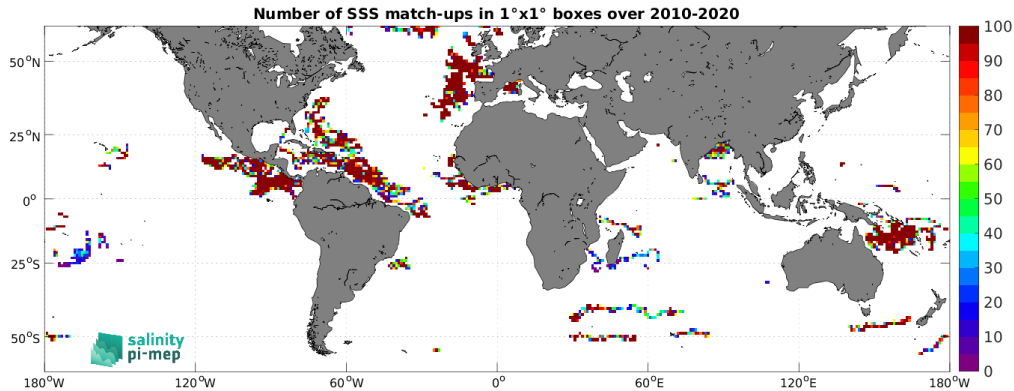 Number of SSS match-ups in 1°x1° boxes over 2010-2020
50°N
25°N
0°
25°S
50°S
180°W
120°W
60°W
0°
60°E
120°E
180°W
100
90
80
70
60
50
40
30
20
10
0
salinity
pi-mep